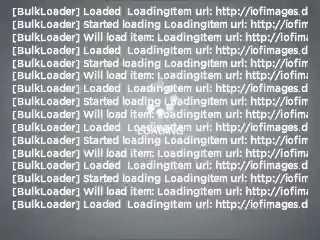 [BulkLoader] Loaded  LoadingItem url: http://iofimages.d
[BulkLoader] Started loading LoadingItem url: http://iofim
[BulkLoader] Will load item: LoadingItem url: http://iofima
[BulkLoader] Loaded  LoadingItem url: http://iofimages.d
[BulkLoader] Started loading LoadingItem url: http://iofim
[BulkLoader] Will load item: LoadingItem url: http://iofima
[BulkLoader] Loaded  LoadingItem url: http://iofimages.d
[BulkLoader] Started loading LoadingItem url: http://iofim
[BulkLoader] Will load item: LoadingItem url: http://iofima
[BulkLoader] Loaded  LoadingItem url: http://iofimages.d
LOADING
[BulkLoader] Started loading LoadingItem url: http://iofim
[BulkLoader] Will load item: LoadingItem url: http://iofima
[BulkLoader] Loaded  LoadingItem url: http://iofimages.d
[BulkLoader] Started loading LoadingItem url: http://iofim
[BulkLoader] Will load item: LoadingItem url: http://iofima
[BulkLoader] Loaded  LoadingItem url: http://iofimages.d